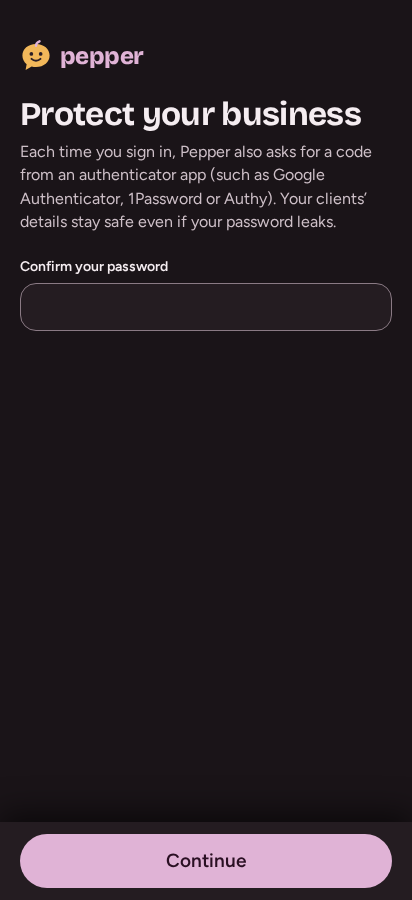 pepper
Protect your business
Each time you sign in, Pepper also asks for a code
from an authenticator app (such as Google
Authenticator, 1Password or Authy). Your clients’
details stay safe even if your password leaks.
Confirm your password
Continue